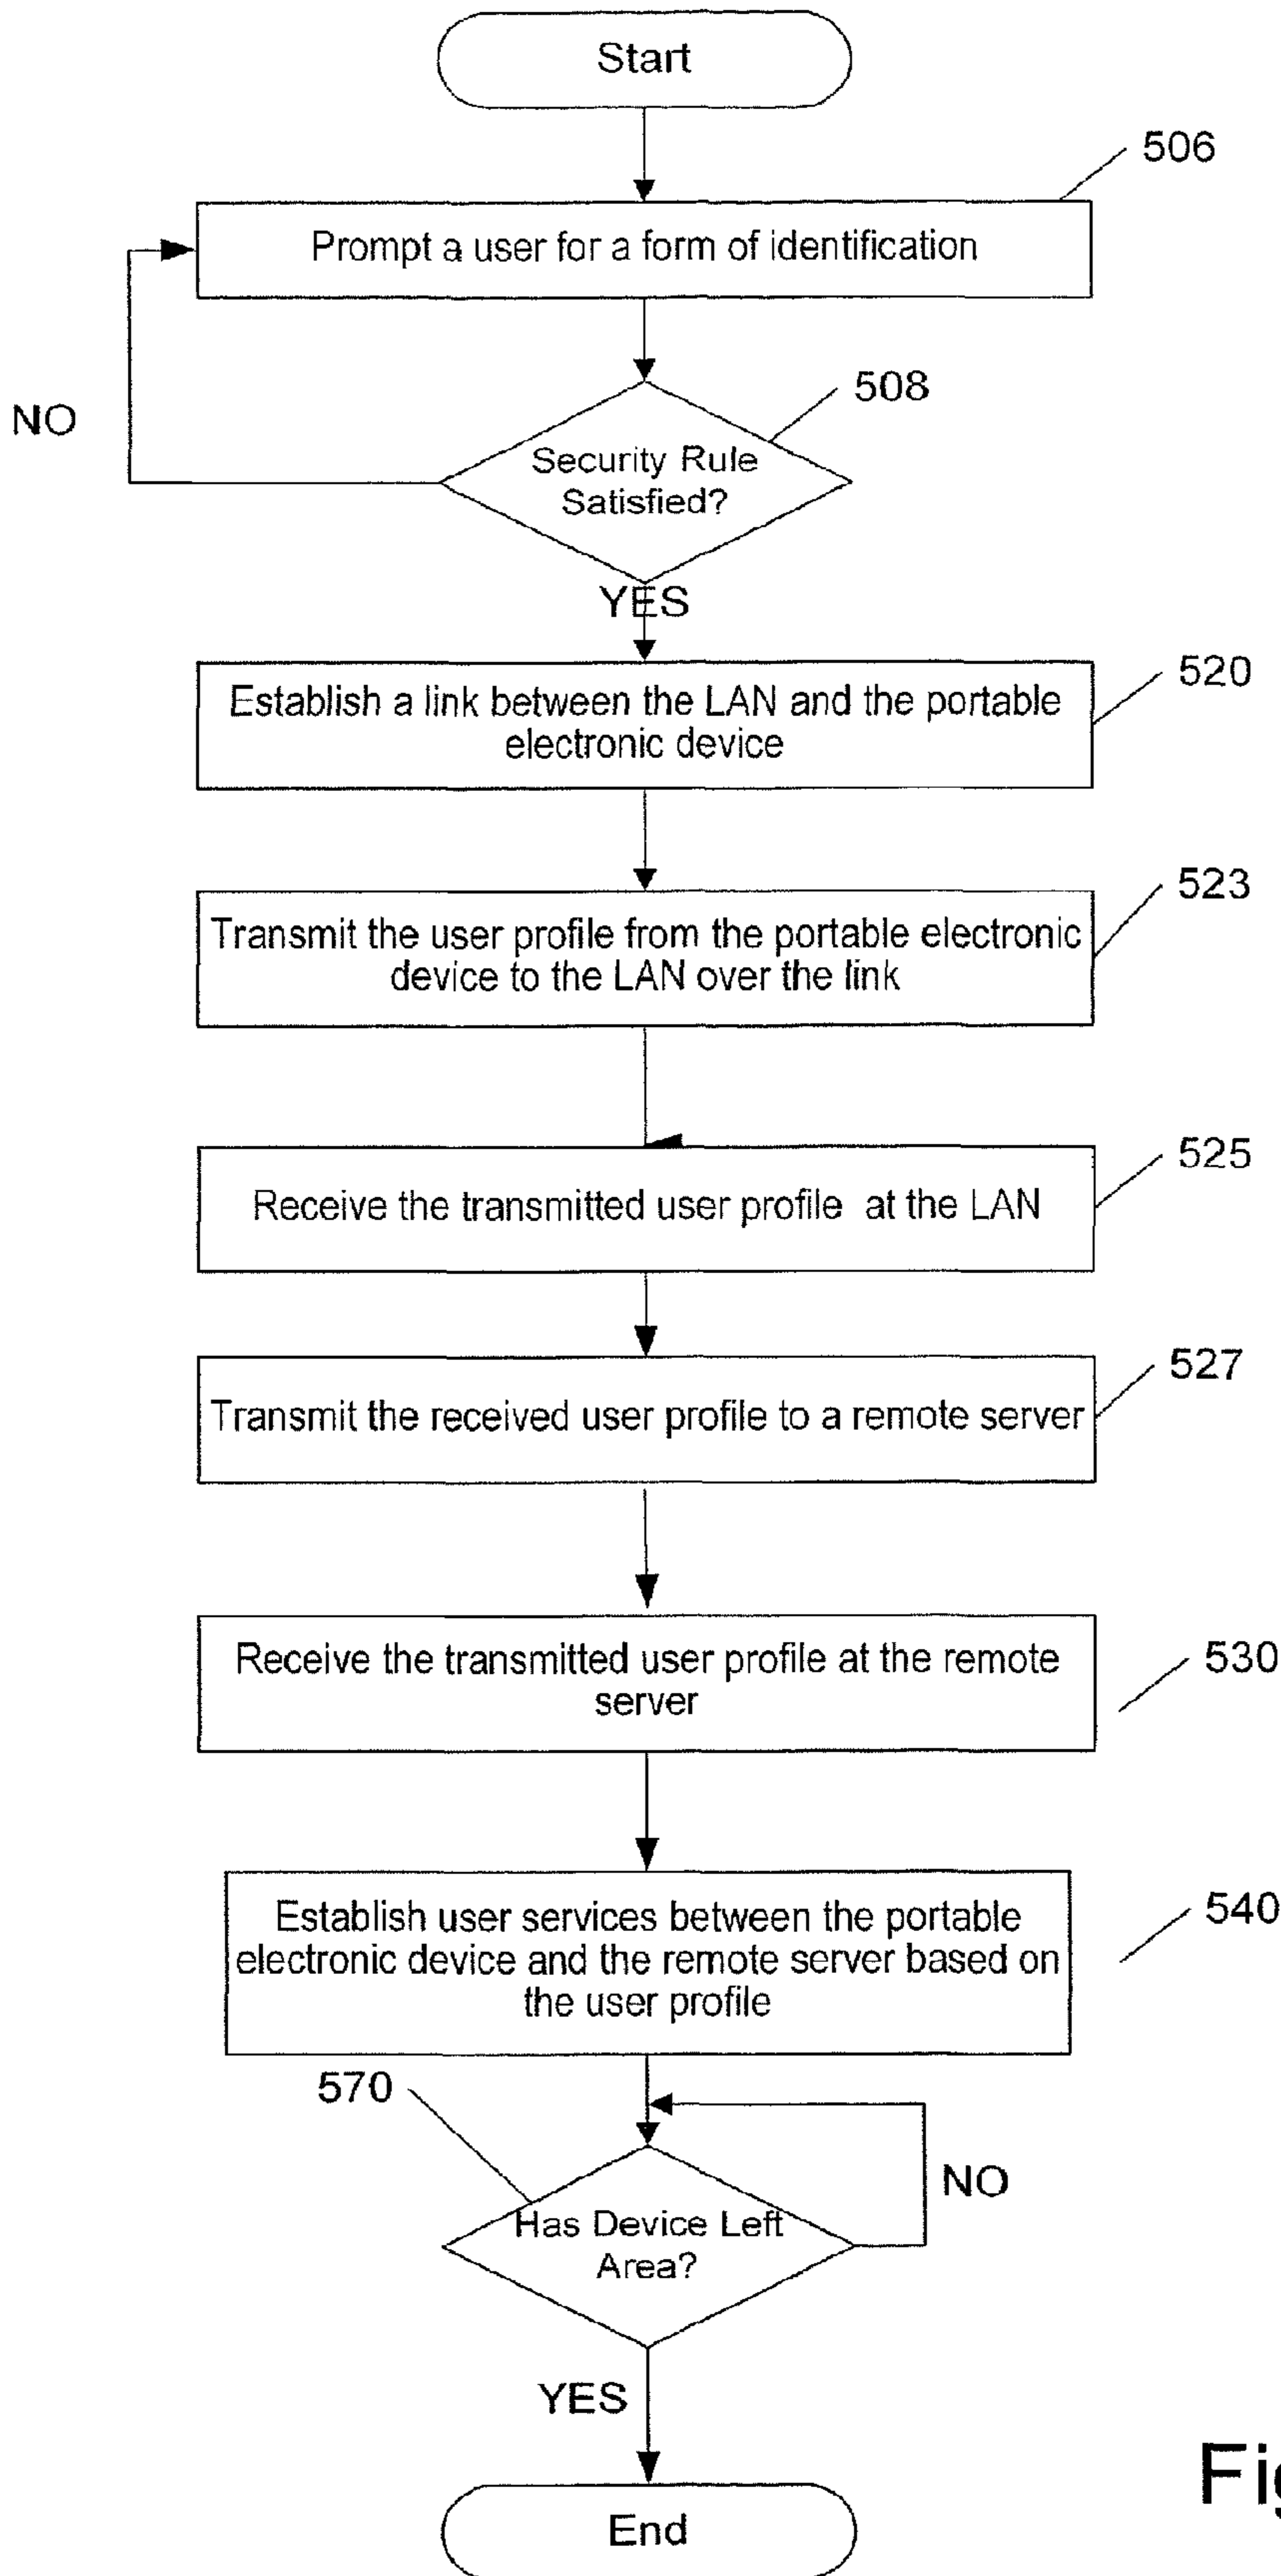 Start
506
Prompt a user for a form of identification
508
NO
Security Rule
Satisfied?
YES
520
Establish a link between the LAN and the portable
electronic device
523
Transmit the user profile from the portable electronic
device to the LAN over the link
525
Receive the transmitted user profile at the LAN
527
Transmit the received user profile to a remote server
530
Receive the transmitted user profile at the remote
server
540
Establish user services between the portable
electronic device and the remote server based on
the user profile
570
NO
Has Device Left
Area?
YES
End